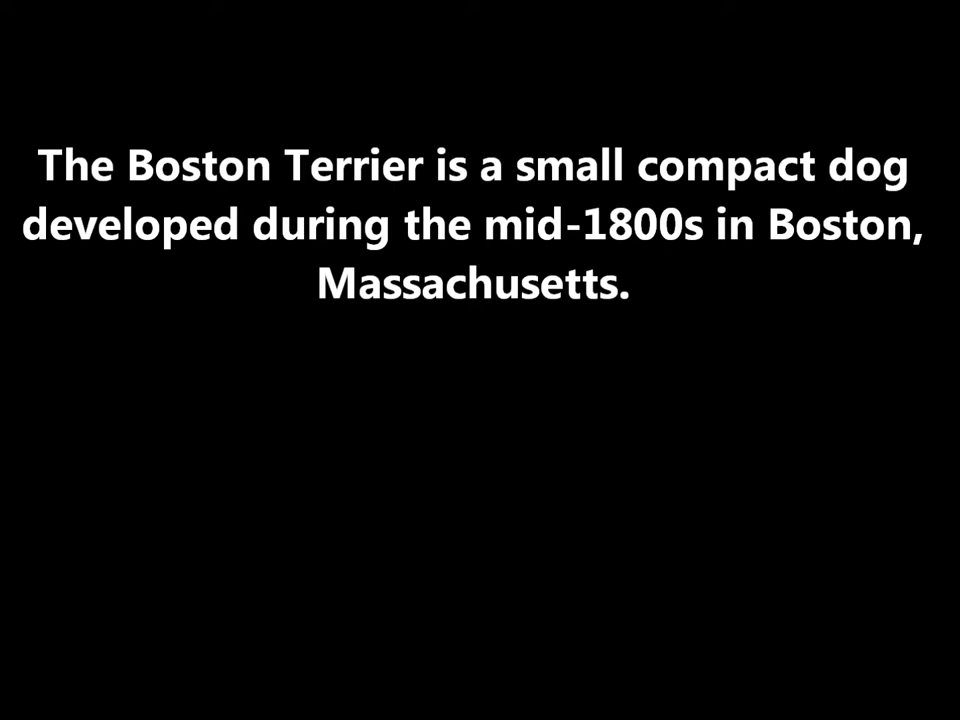 The Boston Terrier is a small compact dog
developed during the mid-1800s in Boston,
Massachusetts.